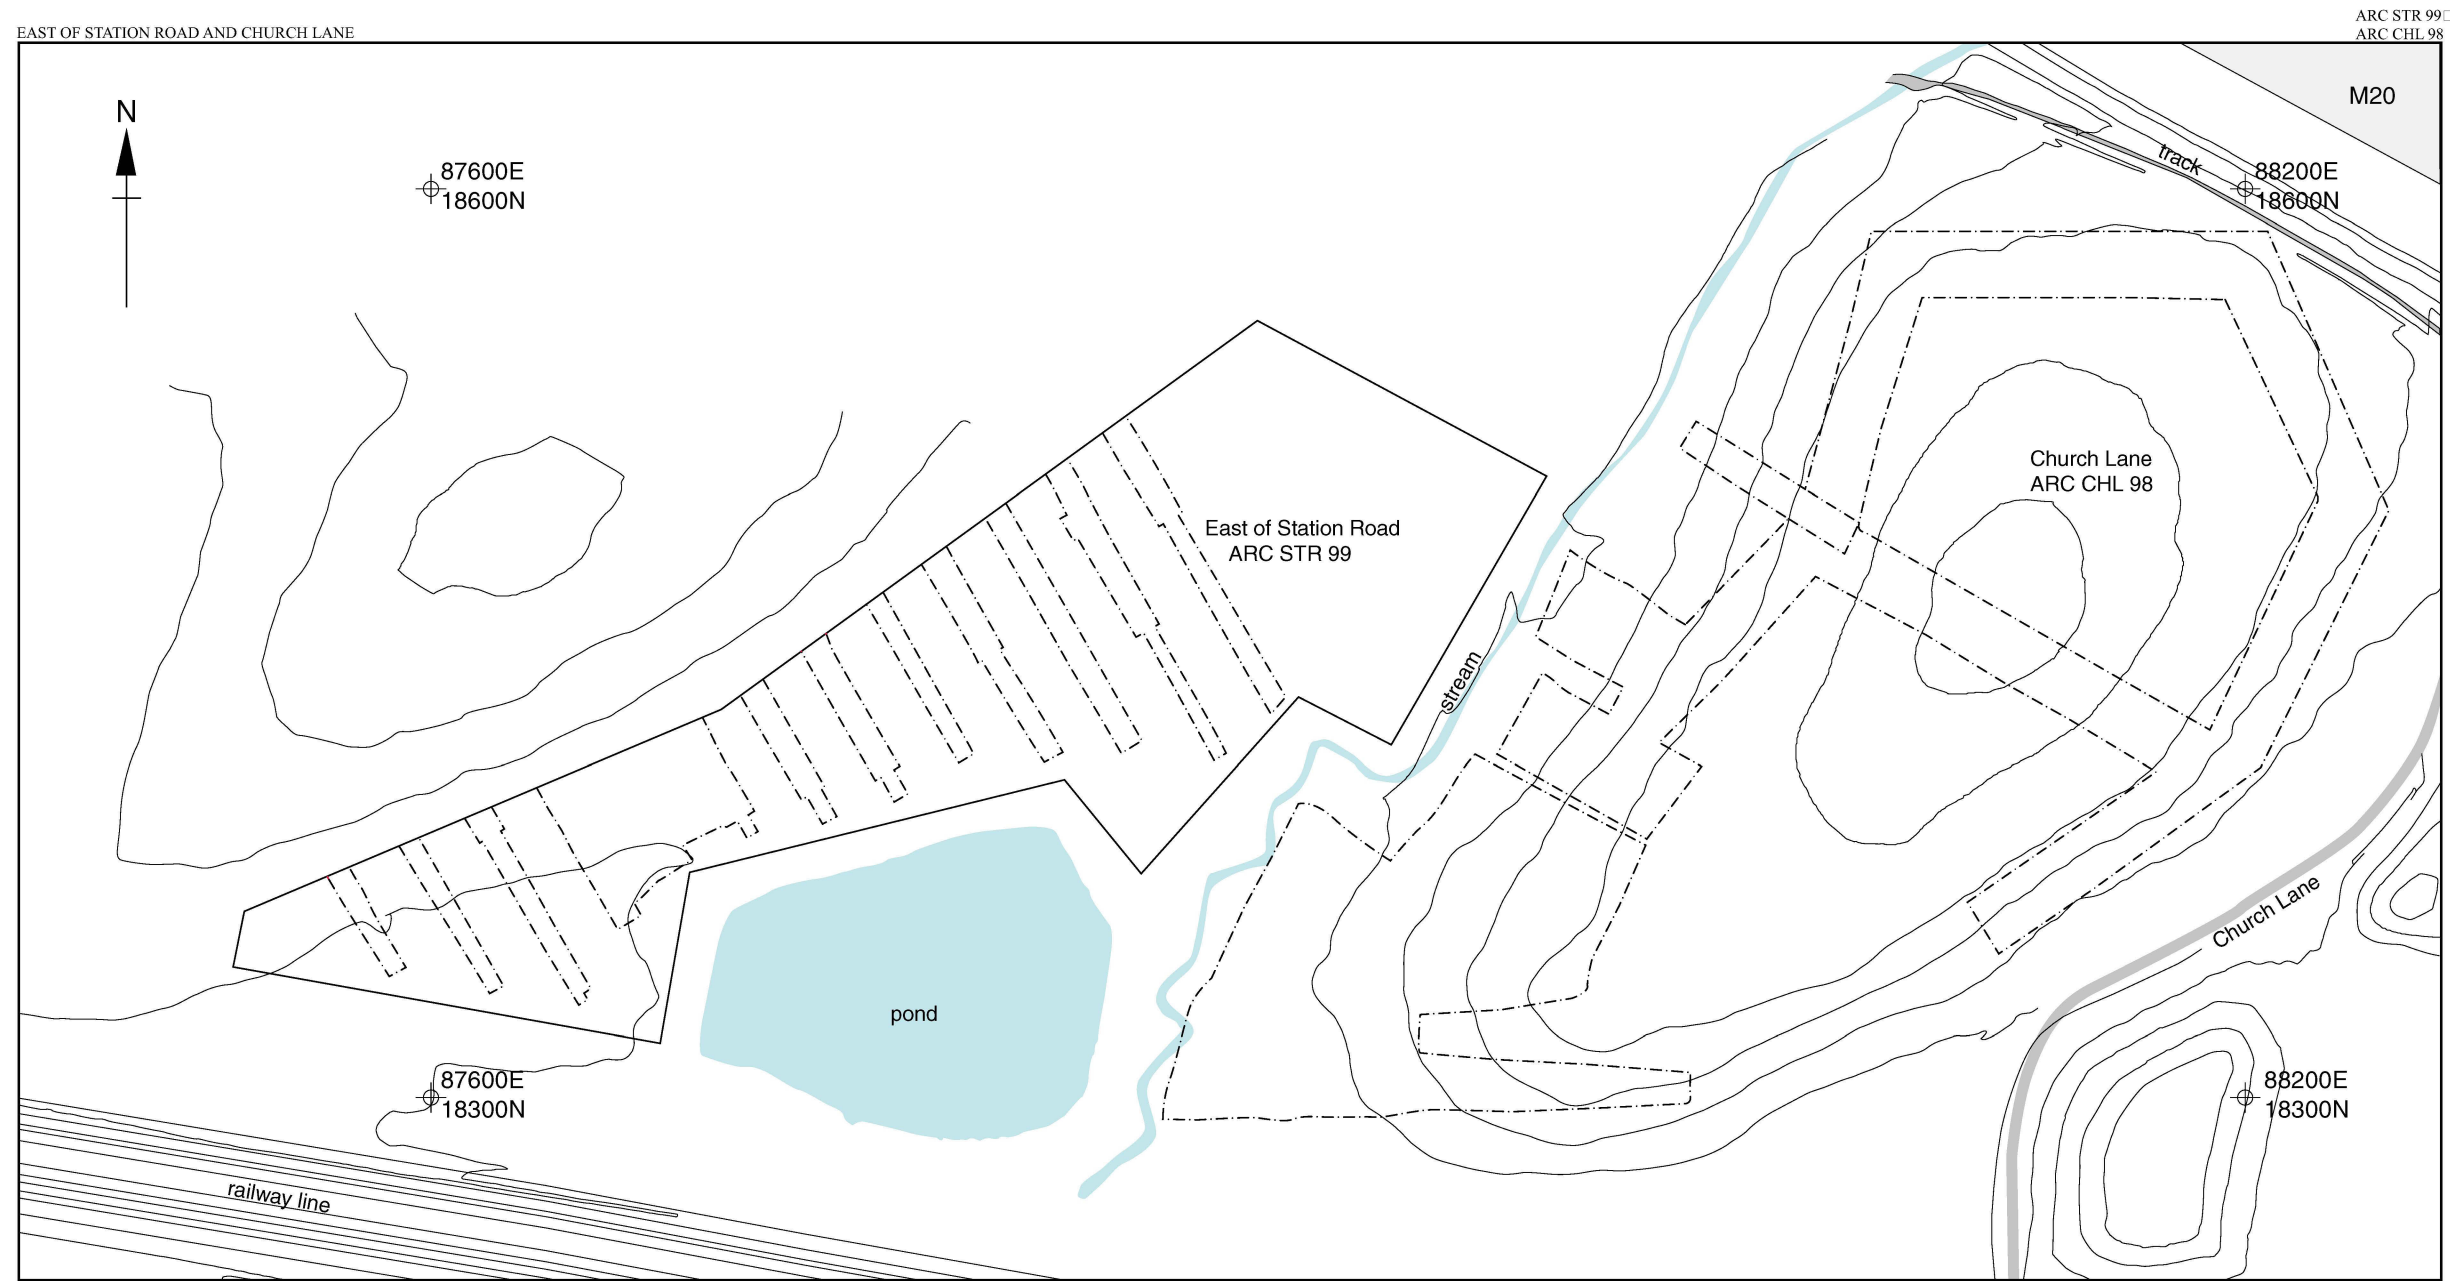 ARC STR 99
EAST OF STATION ROAD AND CHURCH LANE
ARC CHL 98
N
M20
track
87600E
18600N
88200E
18600N
Church Lane
ARC CHL 98
East of Station Road
ARC STR 99
stream
Church Lane
pond
87600E
18300N
88200E
18300N
railway line